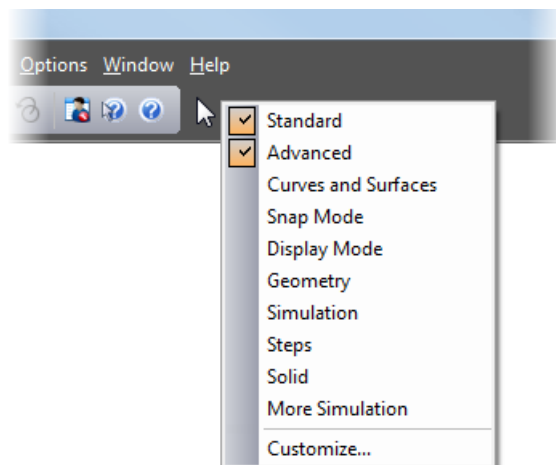 Options Window Help
Standard
Advanced
Curves and Surfaces
Snap Mode
Display Mode
Geometry
Simulation
Steps
Solid
More Simulation
Customize...